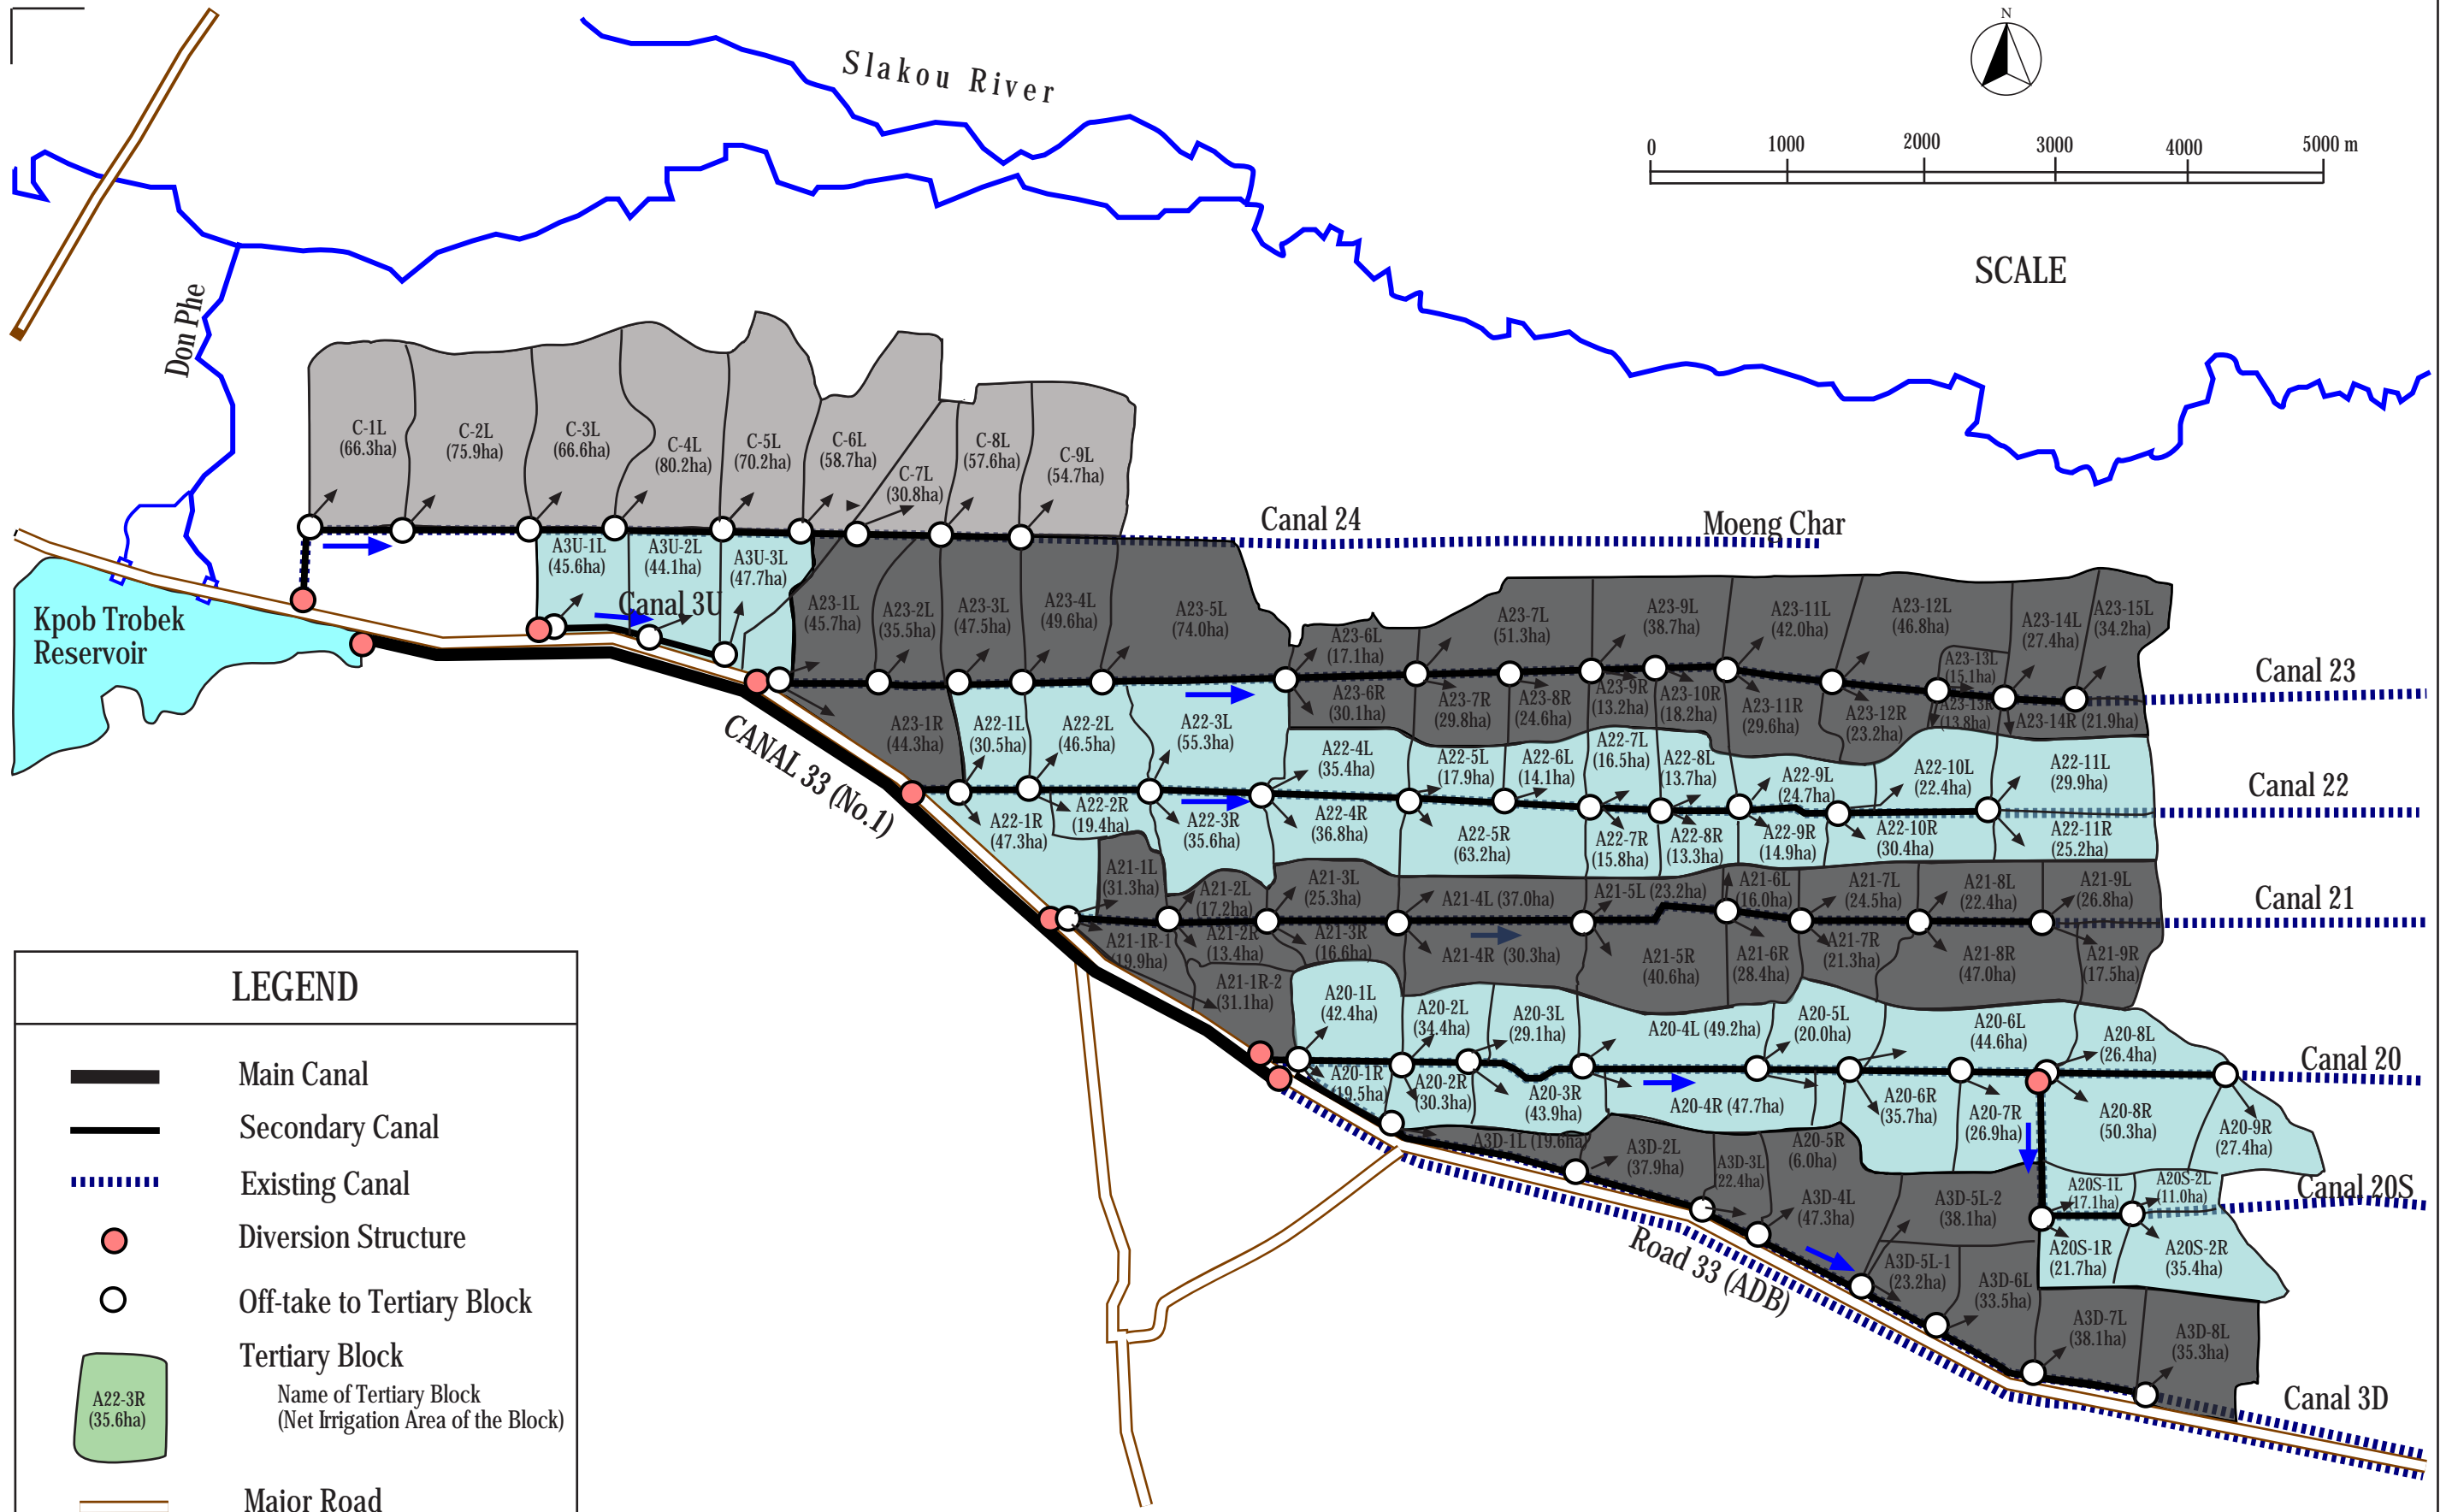 N
Slakou River
0 1000 2000 3000 4000 5000 m
SCALE
Don Phe
C-1L
(66.3ha)
C-2L
(75.9ha)
C-3L
(66.6ha)
C-4L
(80.2ha)
C-5L
(70.2ha)
C-6L
(58.7ha)
C-7L
(30.8ha)
C-8L
(57.6ha)
C-9L
(54.7ha)
Canal 24
Moeng Char
A3U-1L
(45.6ha)
A3U-2L
(44.1ha)
A3U-3L
(47.7ha)
Canal 3U
Kpob Trobek
Reservoir
A23-1L
(45.7ha)
A23-2L
(35.5ha)
A23-3L
(47.5ha)
A23-4L
(49.6ha)
A23-5L
(74.0ha)
A23-6L
(17.1ha)
A23-7L
(51.3ha)
A23-9L
(38.7ha)
A23-11L
(42.0ha)
A23-12L
(46.8ha)
A23-13L
(15.1ha)
A23-14L
(27.4ha)
A23-15L
(34.2ha)
Canal 23
A23-1R
(44.3ha)
A23-6R
(30.1ha)
A23-7R
(29.8ha)
A23-8R
(24.6ha)
A23-9R
(13.2ha)
A23-10R
(18.2ha)
A23-11R
(29.6ha)
A23-12R
(23.2ha)
A23-13R
(13.8ha)
A23-14R (21.9ha)
CANAL 33 (No.1)
A22-1L
(30.5ha)
A22-2L
(46.5ha)
A22-3L
(55.3ha)
A22-4L
(35.4ha)
A22-5L
(17.9ha)
A22-6L
(14.1ha)
A22-7L
(16.5ha)
A22-8L
(13.7ha)
A22-9L
(24.7ha)
A22-10L
(22.4ha)
A22-11L
(29.9ha)
Canal 22
A22-1R
(47.3ha)
A22-2R
(19.4ha)
A22-3R
(35.6ha)
A22-4R
(36.8ha)
A22-5R
(63.2ha)
A22-7R
(15.8ha)
A22-8R
(13.3ha)
A22-9R
(14.9ha)
A22-10R
(30.4ha)
A22-11R
(25.2ha)
A21-1L
(31.3ha)
A21-2L
(17.2ha)
A21-3L
(25.3ha)
A21-4L (37.0ha)
A21-5L (23.2ha)
A21-6L
(16.0ha)
A21-7L
(24.5ha)
A21-8L
(22.4ha)
A21-9L
(26.8ha)
Canal 21
A21-1R-1
(19.9ha)
A21-1R-2
(31.1ha)
A21-2R
(13.4ha)
A21-3R
(16.6ha)
A21-4R (30.3ha)
A21-5R
(40.6ha)
A21-6R
(28.4ha)
A21-7R
(21.3ha)
A21-8R
(47.0ha)
A21-9R
(17.5ha)
A20-1L
(42.4ha)
A20-2L
(34.4ha)
A20-3L
(29.1ha)
A20-4L (49.2ha)
A20-5L
(20.0ha)
A20-6L
(44.6ha)
A20-8L
(26.4ha)
Canal 20
A20-1R
(19.5ha)
A20-2R
(30.3ha)
A20-3R
(43.9ha)
A20-4R (47.7ha)
A20-5R
(6.0ha)
A20-6R
(35.7ha)
A20-7R
(26.9ha)
A20-8R
(50.3ha)
A20-9R
(27.4ha)
A20S-1L
(17.1ha)
A20S-2L
(11.0ha)
Canal 20S
A20S-1R
(21.7ha)
A20S-2R
(35.4ha)
A3D-1L (19.6ha)
A3D-2L
(37.9ha)
A3D-3L
(22.4ha)
A3D-4L
(47.3ha)
A3D-5L-2
(38.1ha)
A3D-5L-1
(23.2ha)
A3D-6L
(33.5ha)
A3D-7L
(38.1ha)
A3D-8L
(35.3ha)
Road 33 (ADB)
Canal 3D
LEGEND
Main Canal
Secondary Canal
Existing Canal
Diversion Structure
Off-take to Tertiary Block
Tertiary Block
Name of Tertiary Block
(Net Irrigation Area of the Block)
A22-3R
(35.6ha)
Major Road